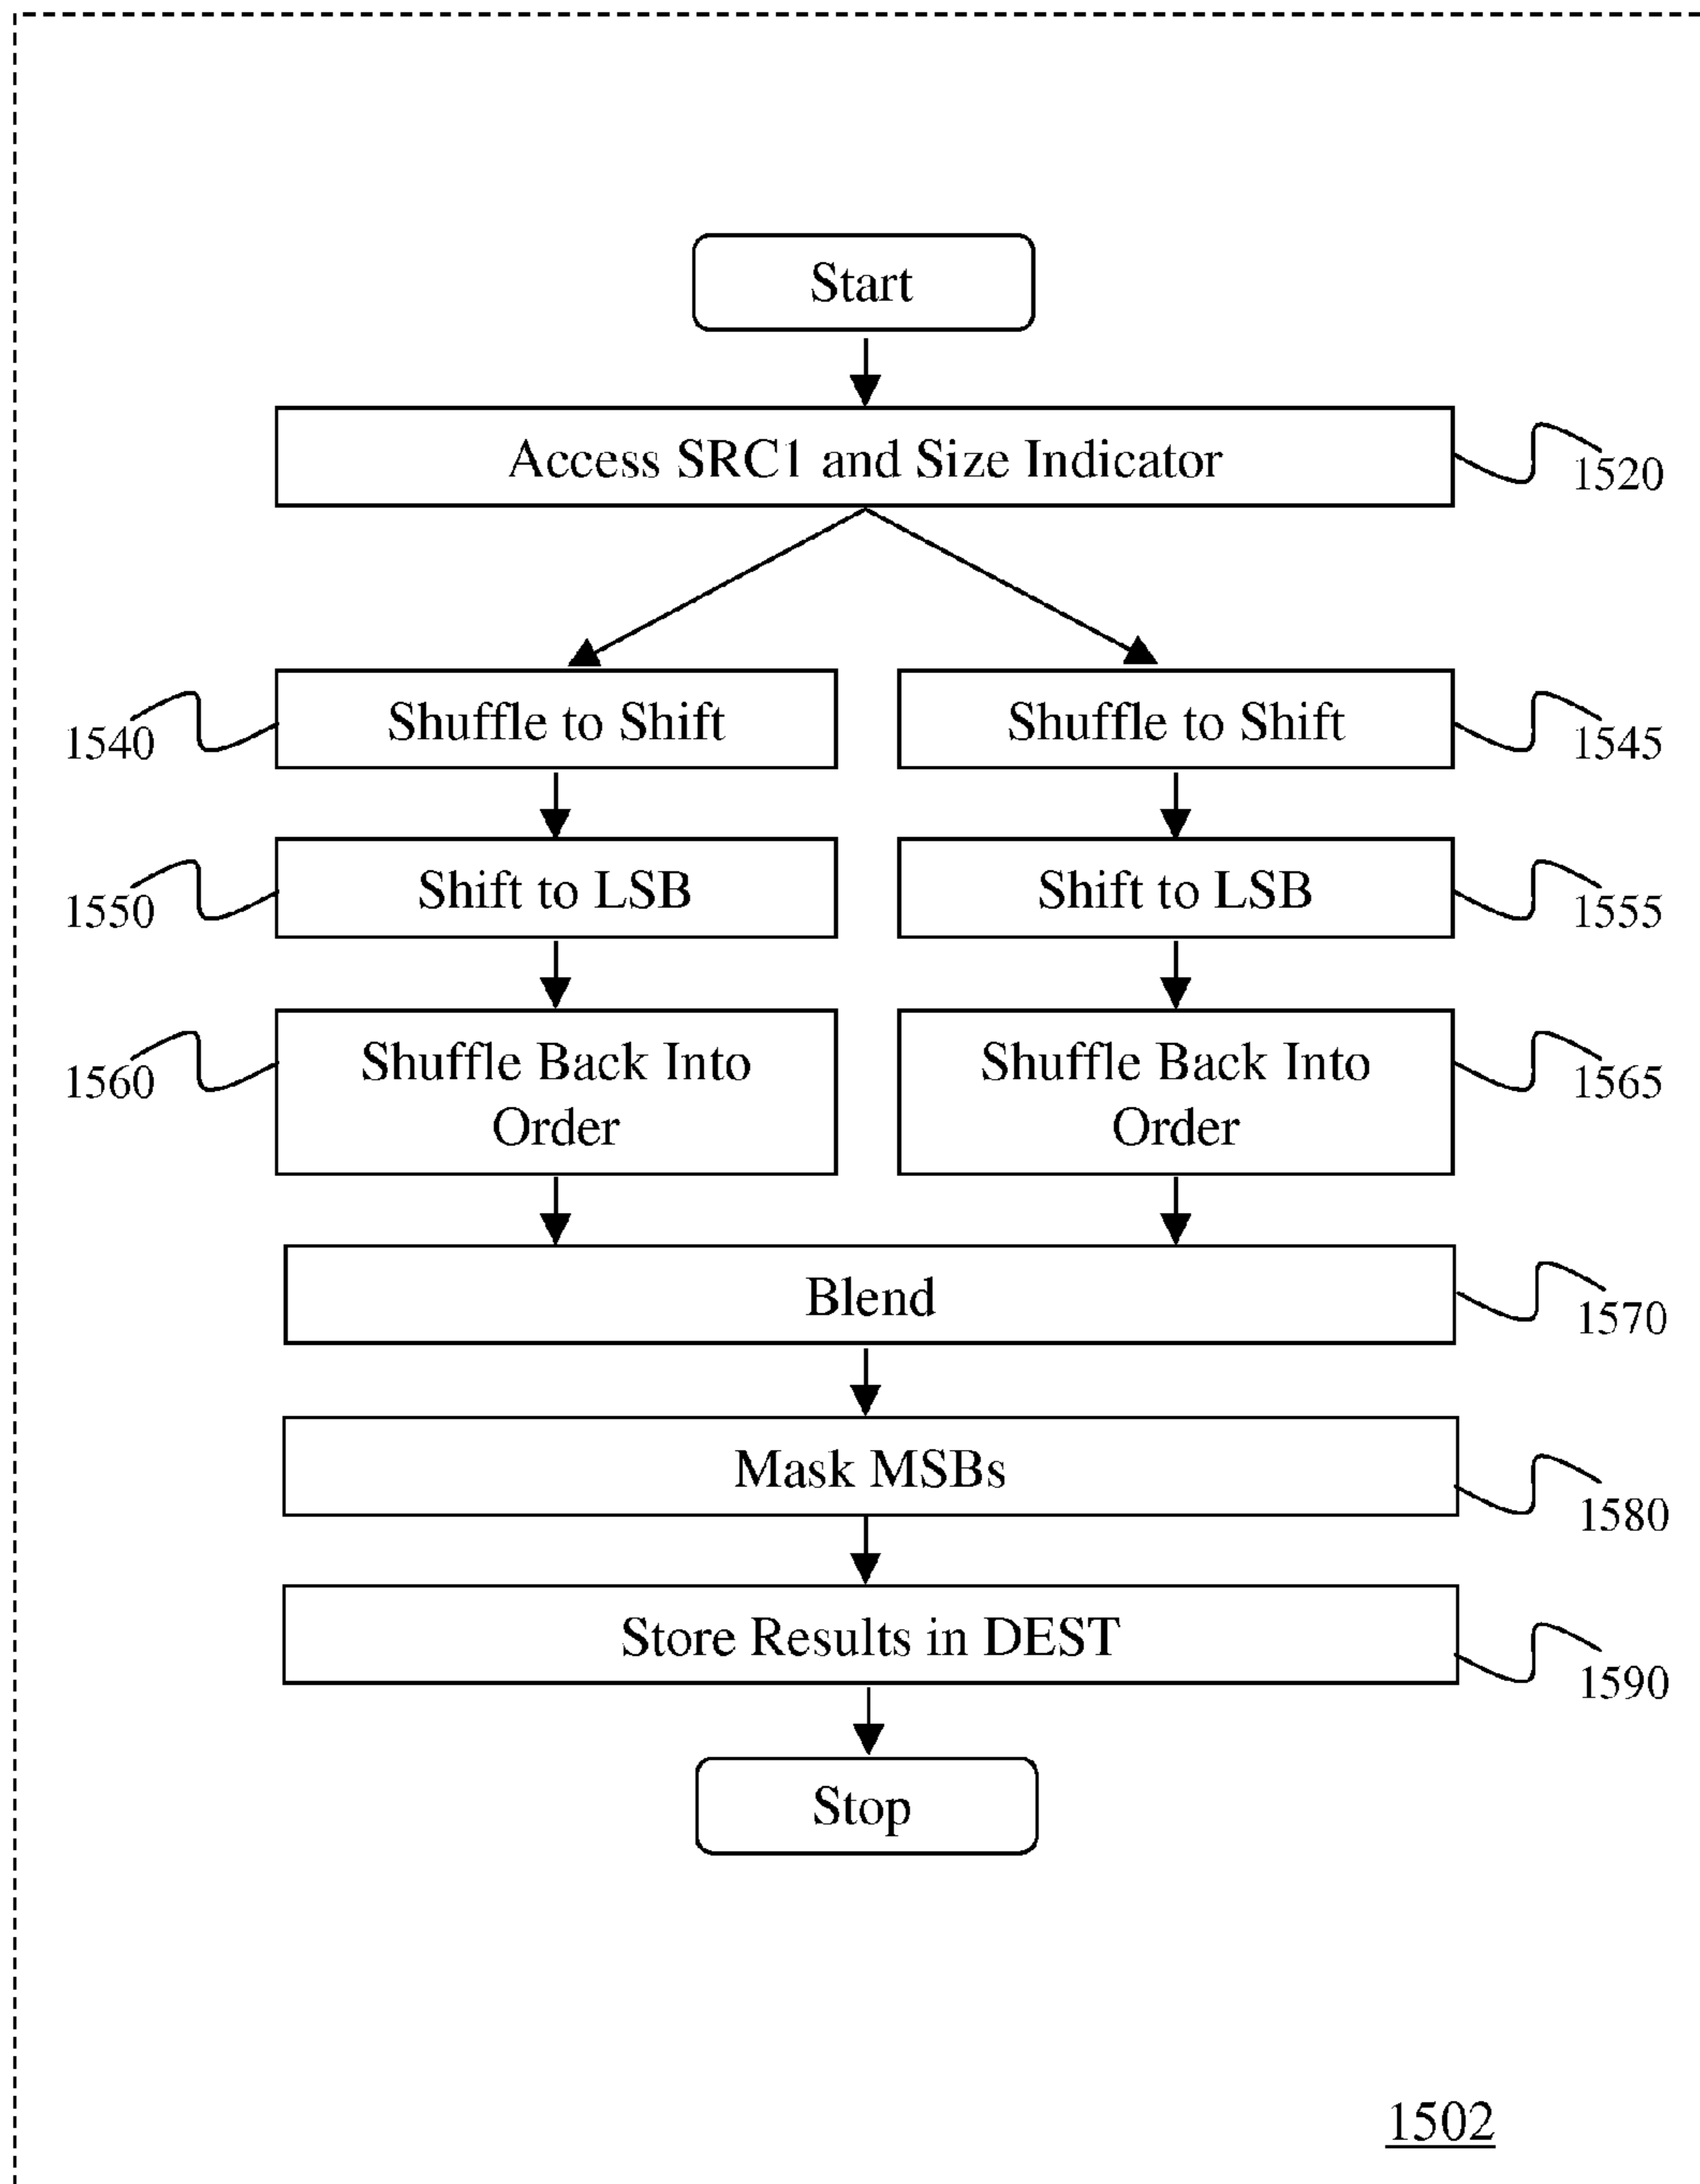 Start
Access SRC1 and Size Indicator
1520
Shuffle to Shift
Shuffle to Shift
1540
1545
Shift to LSB
Shift to LSB
1550
1555
Shuffle Back Into
Order
Shuffle Back Into
Order
1560
1565
Blend
1570
Mask MSBs
1580
Store Results in DEST
1590
Stop
1502